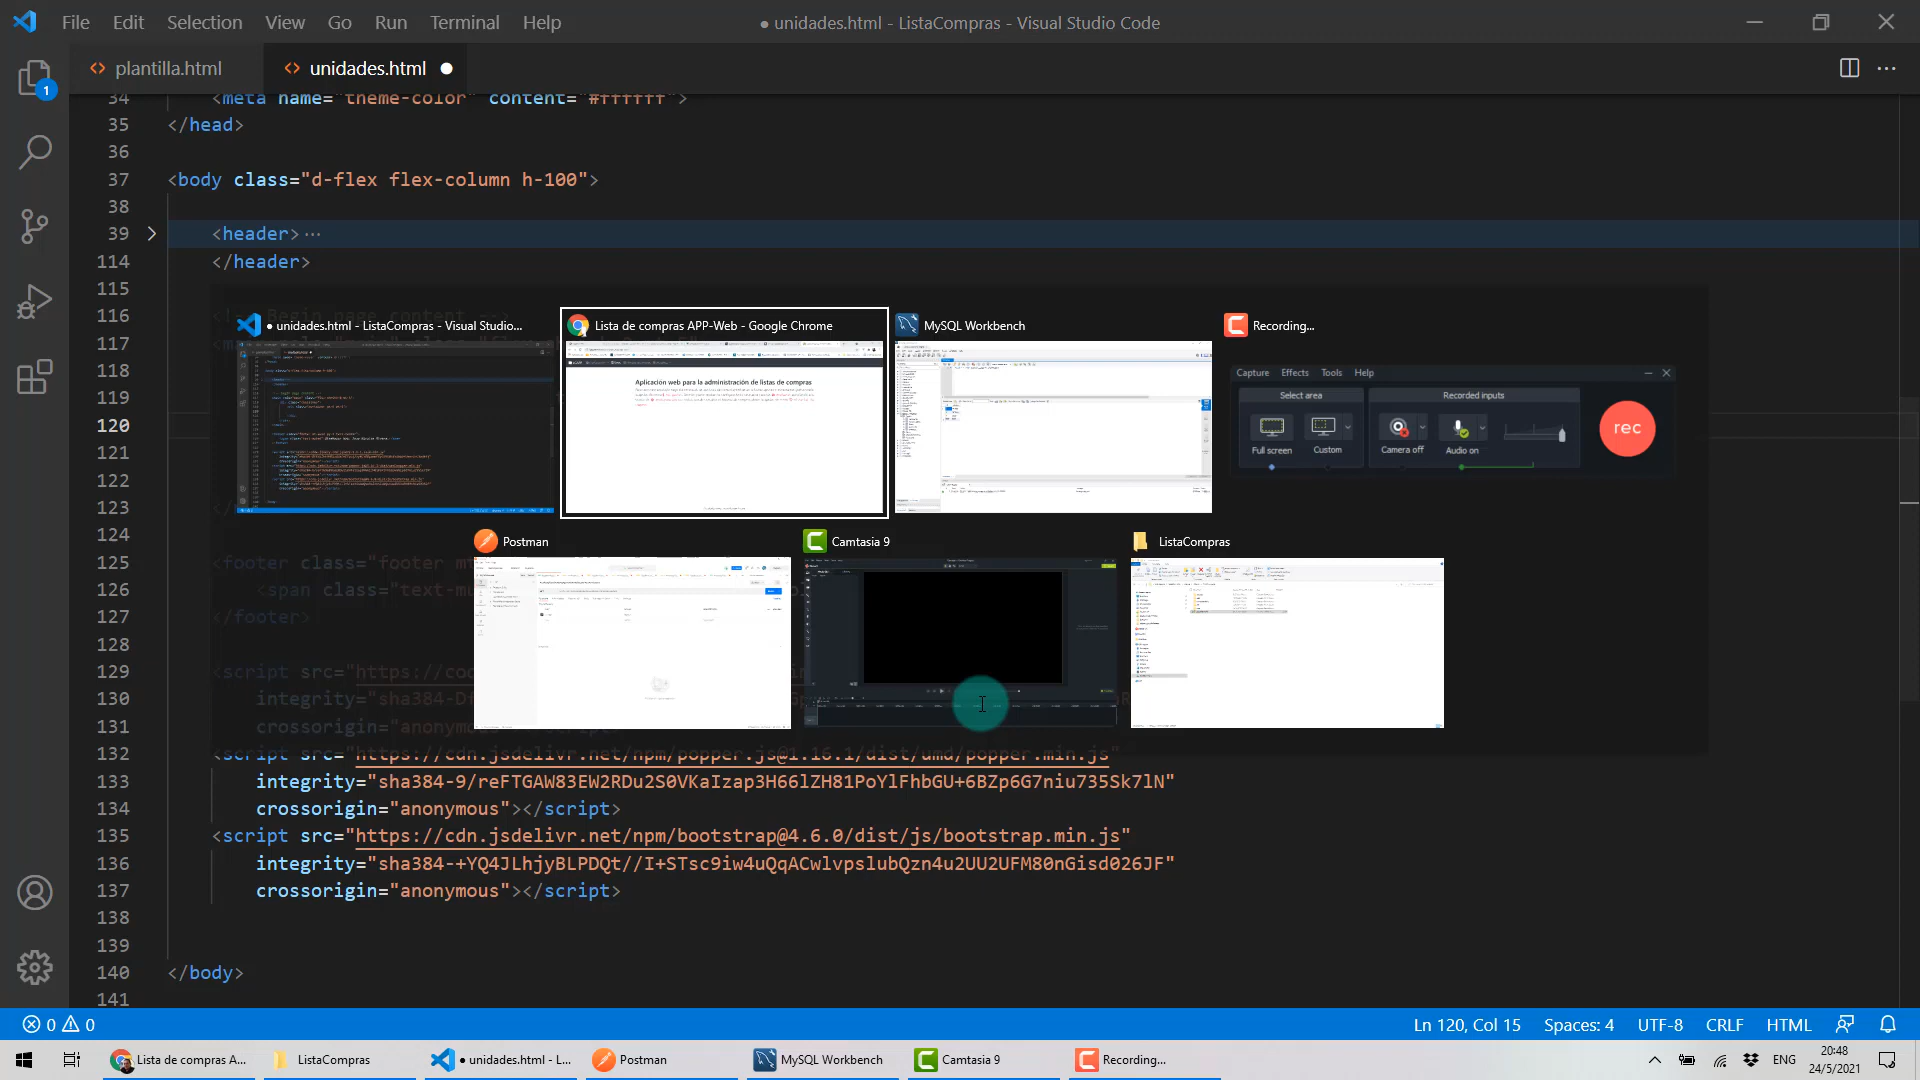 File Edit Selection View Go Run Terminal Help
● unidades.html - ListaCompras - Visual Studio Code
<> plantilla.html
<> unidades.html ●
1
34 <meta name="theme-color" content="#ffffff">
35 </head>
36
37 <body class="d-flex flex-column h-100">
38
39 <header> ...
114 </header>
115
116 <!-- Begin page content -->
117
118
119
120
121
122
123
124
125 <footer class="footer
126 <span class="text-mu
127 </footer>
128
129 <script src="https://cod
130 integrity="sha384-Df
131 crossorigin="anonymous"></script>
132 <script src="https://cdn.jsdelivr.net/npm/popper.js@1.16.1/dist/umd/popper.min.js"
133 integrity="sha384-9/reFTGAW83EW2RDu2S0VKaIzap3H66lZH81PoYlFhbGU+6BZp6G7niu735Sk7lN"
134 crossorigin="anonymous"></script>
135 <script src="https://cdn.jsdelivr.net/npm/bootstrap@4.6.0/dist/js/bootstrap.min.js"
136 integrity="sha384-+YQ4JLhjyBLPDQt//I+STsc9iw4uQqACwlvpslubQzn4u2UU2UFM80nGisd026JF"
137 crossorigin="anonymous"></script>
138
139
140 </body>
141
● unidades.html - ListaCompras - Visual Studio...
Lista de compras APP-Web - Google Chrome
MySQL Workbench
Recording...
Aplicación web para la administración de listas de compras
Capture Effects Tools Help
Select area
Recorded inputs
Full screen
Custom
Camera off
Audio on
rec
Postman
Camtasia 9
ListaCompras
0 0
Ln 120, Col 15 Spaces: 4 UTF-8 CRLF HTML
Lista de compras A...
ListaCompras
● unidades.html - L...
Postman
MySQL Workbench
Camtasia 9
Recording...
ENG
20:48
24/5/2021